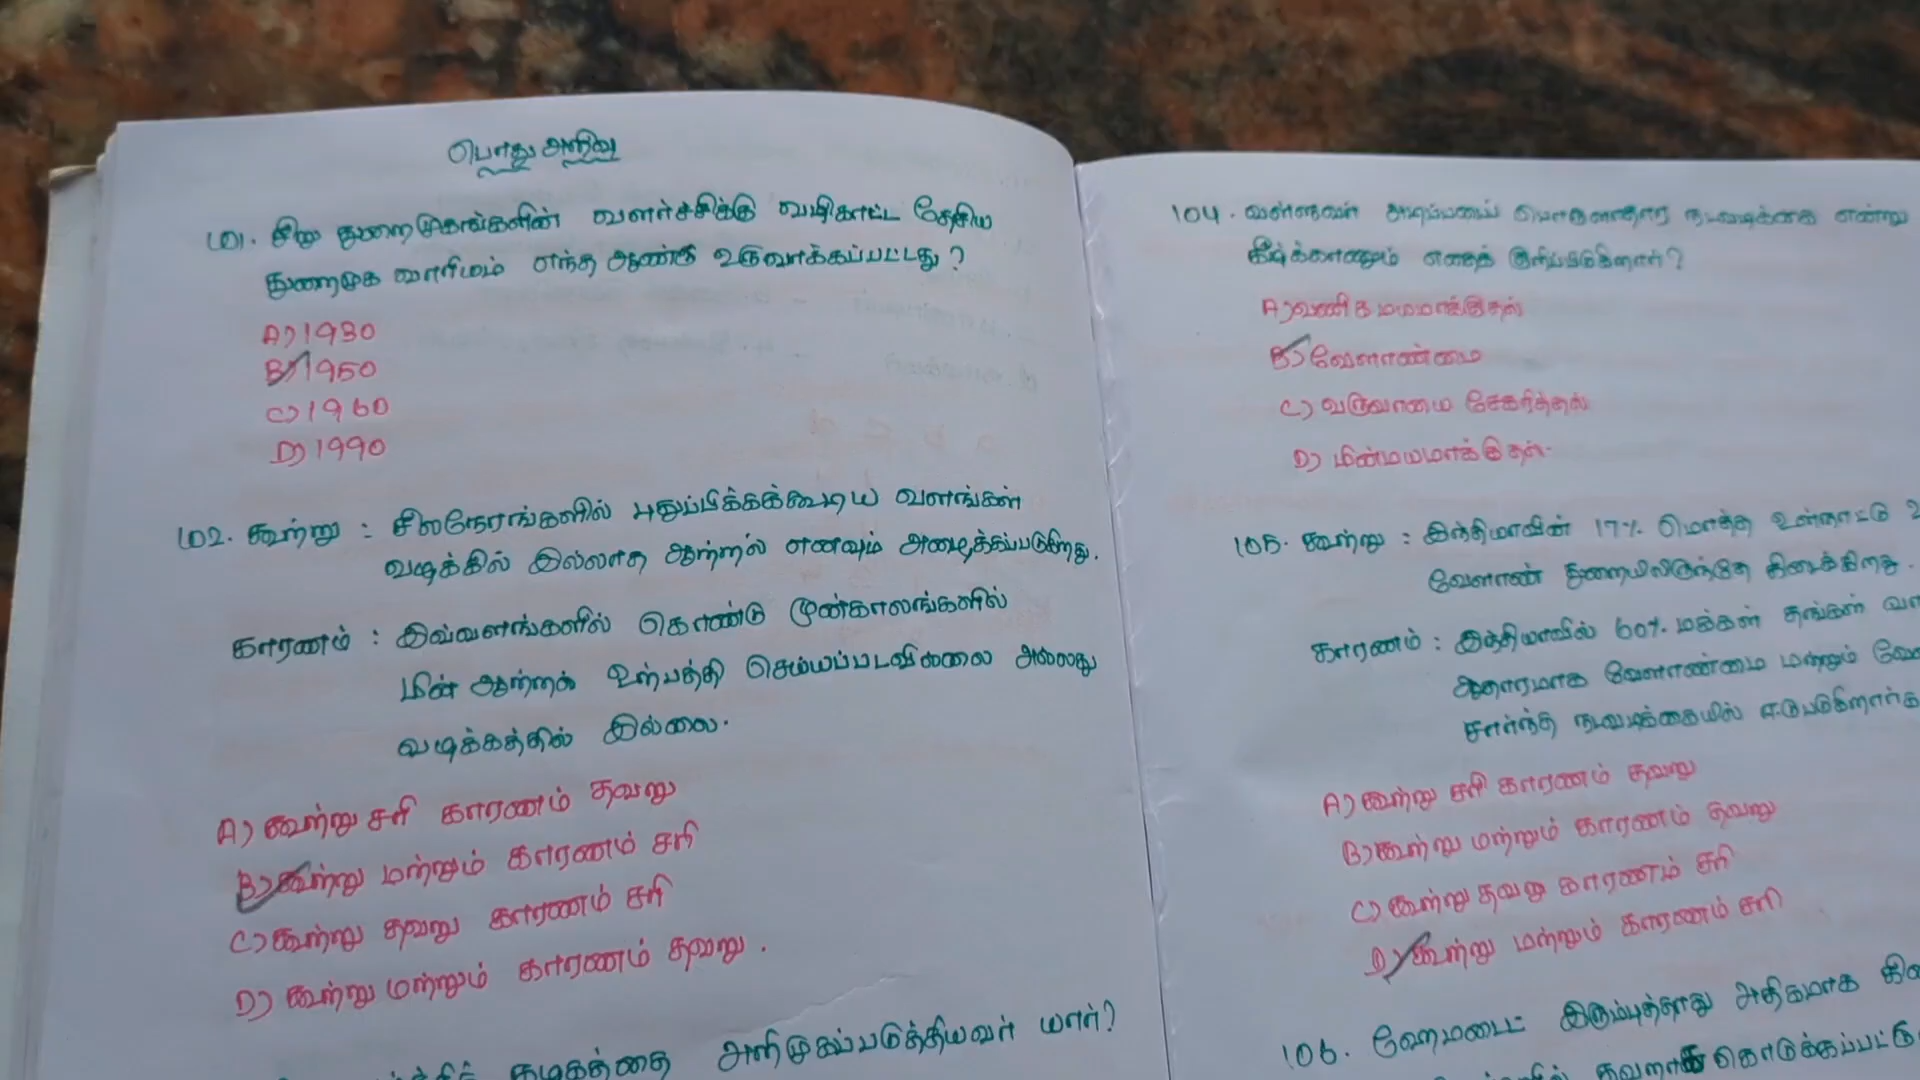 பொது அறிவு
101. சிறு துறைமுகங்களின் வளர்ச்சிக்கு வழிகாட்ட தேசிய
துறைமுக வாரியம் எந்த ஆண்டு உருவாக்கப்பட்டது?
A) 1930
B) 1950
C) 1960
D) 1990
102. கூற்று : சிலநேரங்களில் புதுப்பிக்கக்கூடிய வளங்கள்
வழக்கில் இல்லாத ஆற்றல் எனவும் அழைக்கப்படுகிறது.
காரணம் : இவ்வளங்களில் கொண்டு முன்காலங்களில்
மின் ஆற்றல் உற்பத்தி செய்யப்படவில்லை அல்லது
வழக்கத்தில் இல்லை.
A) கூற்று சரி காரணம் தவறு
B) கூற்று மற்றும் காரணம் சரி
C) கூற்று தவறு காரணம் சரி
D) கூற்று மற்றும் காரணம் தவறு.
அறிமுகப்படுத்தியவர் யார்?
104. வள்ளுவர் அடிப்படைப் பொருளாதார நடவடிக்கை என்று
கீழ்க்காணும் எதைக் குறிப்பிடுகிறார்?
A) வணிகமயமாக்குதல்
B) வேளாண்மை
C) வருவாயை சேகரித்தல்
D) மின்மயமாக்குதல்
105. கூற்று : இந்தியாவின் 17% மொத்த உள்நாட்டு
வேளாண் துறையிலிருந்தே கிடைக்கிறது.
காரணம் : இந்தியாவில் 60% மக்கள் தங்கள்
ஆதாரமாக வேளாண்மை மற்றும்
சார்ந்த நடவடிக்கையில்
A) கூற்று சரி காரணம் தவறு
B) கூற்று மற்றும் காரணம் தவறு
C) கூற்று தவறு காரணம் சரி
D) கூற்று மற்றும் காரணம் சரி
106. ஹேமடைட் இரும்புத்தாது அதிகமாக